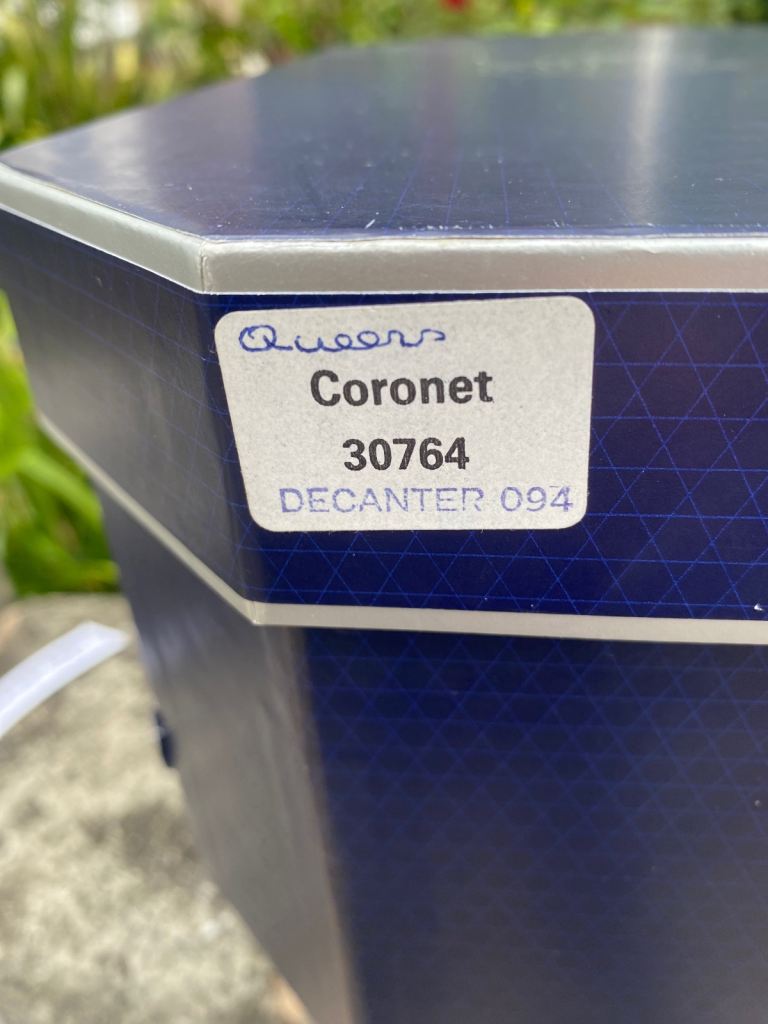 Queens
Coronet
30764
DECANTER 094